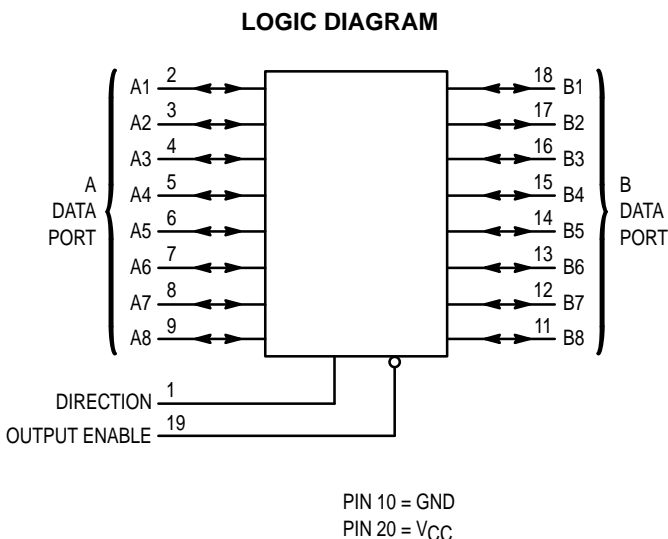 LOGIC DIAGRAM
A1 2 18 B1
A2 3 17 B2
A3 4 16 B3
A4 5 15 B4
A5 6 14 B5
A6 7 13 B6
A7 8 12 B7
A8 9 11 B8
A
DATA
PORT
B
DATA
PORT
DIRECTION 1
OUTPUT ENABLE 19
PIN 10 = GND
PIN 20 = VCC